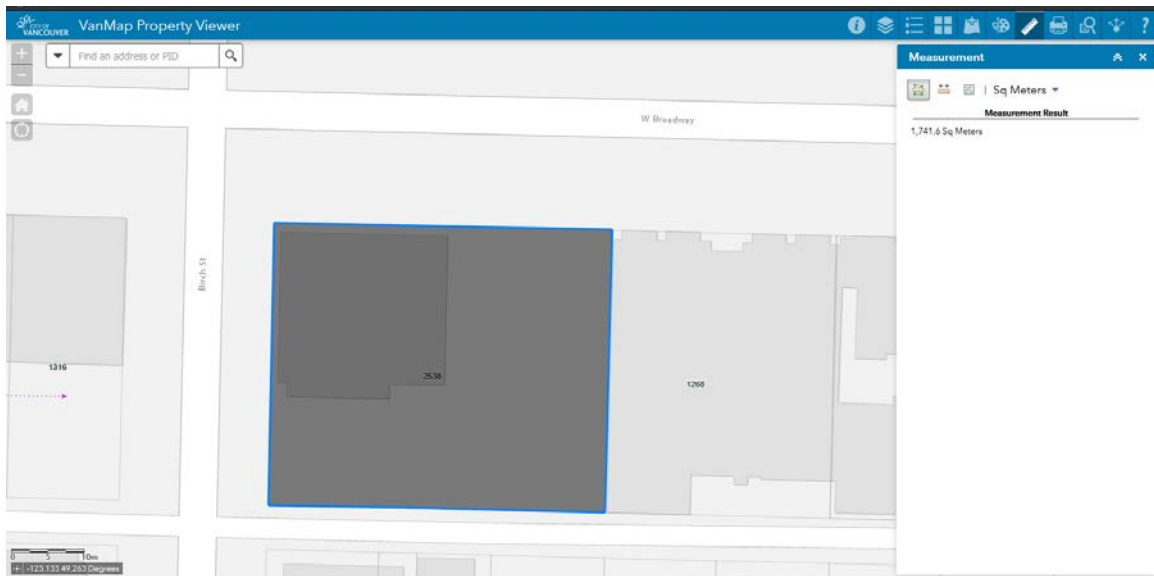 CITY OF
VANCOUVER
VanMap Property Viewer
Find an address or PID
Measurement
Sq Meters
Measurement Result
1,741.6 Sq Meters
W Broadway
Birch St
1316
2538
1268
0 5 10m
-123.133 49.263 Degrees